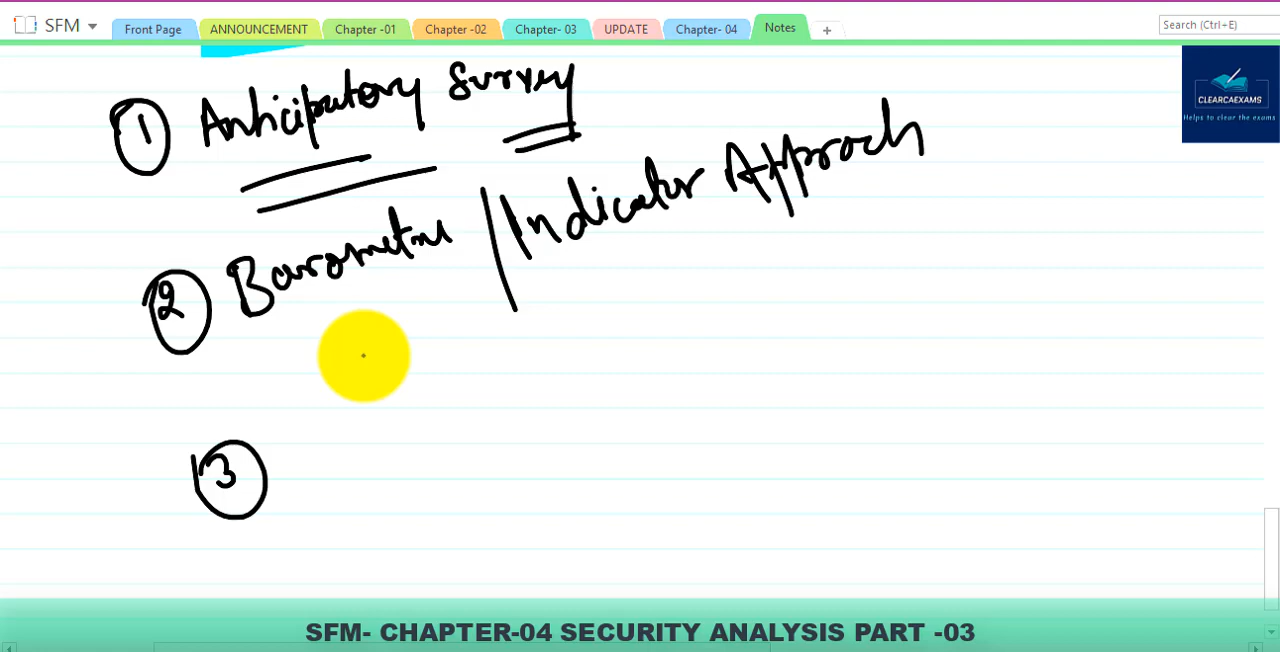 SFM
Front Page
ANNOUNCEMENT
Chapter -01
Chapter -02
Chapter- 03
UPDATE
Chapter- 04
Notes
+
Search (Ctrl+E)
CLEARCAEXAMS
Helps to clear the exams
1 Anticipatory Survey
2 Barometric / Indicator Approach
3
SFM- CHAPTER-04 SECURITY ANALYSIS PART -03